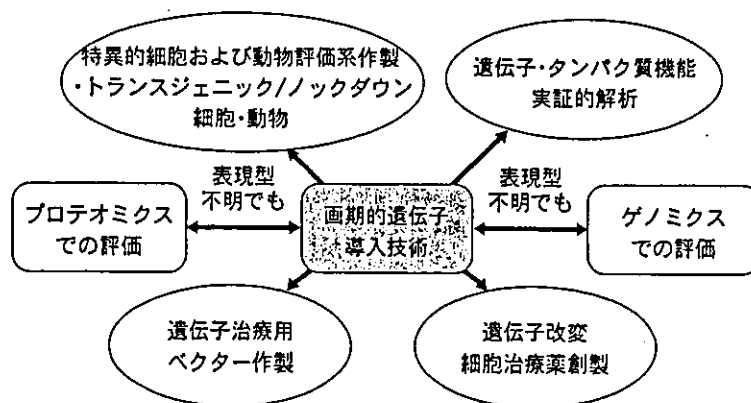 特異的細胞および動物評価系作製
・トランスジェニック/ノックダウン
細胞・動物
遺伝子・タンパク質機能
実証的解析
表現型
不明でも
表現型
不明でも
プロテオミクス
での評価
画期的遺伝子
導入技術
ゲノミクス
での評価
遺伝子治療用
ベクター作製
遺伝子改変
細胞治療薬創製